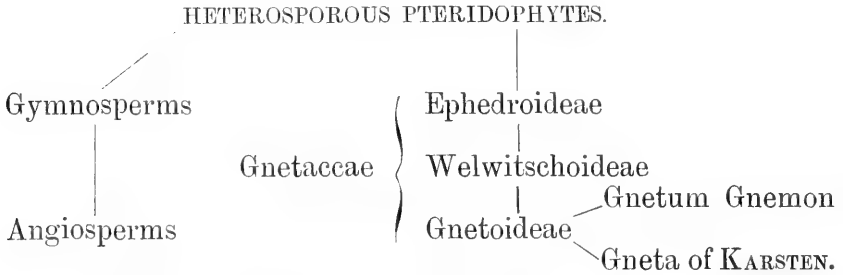 HETEROSPOROUS PTERIDOPHYTES.
Gymnosperms
Ephedroideae
Gnetaccae
Welwitschoideae
Gnetum Gnemon
Angiosperms
Gnetoideae
Gneta of KARSTEN.